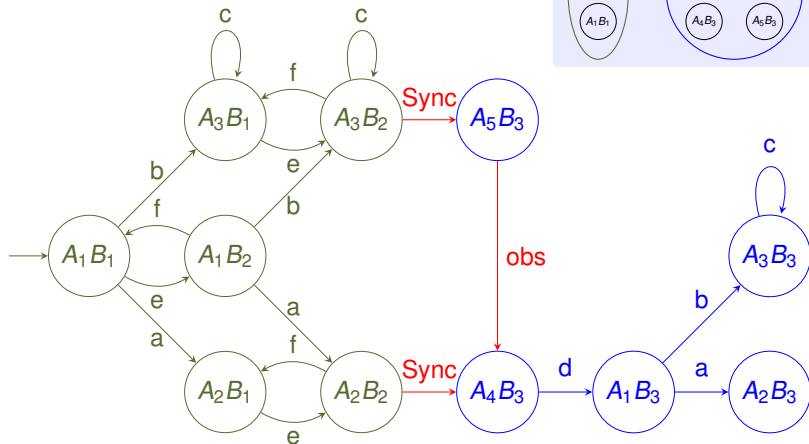 A1B1 A4B3 A5B3
c c
f
A3B1 A3B2 Sync A5B3
e
b b
c
f
A1B1 A1B2 obs A3B3
e
a a b
f Sync d a
A2B1 A2B2 A4B3 A1B3 A2B3
e